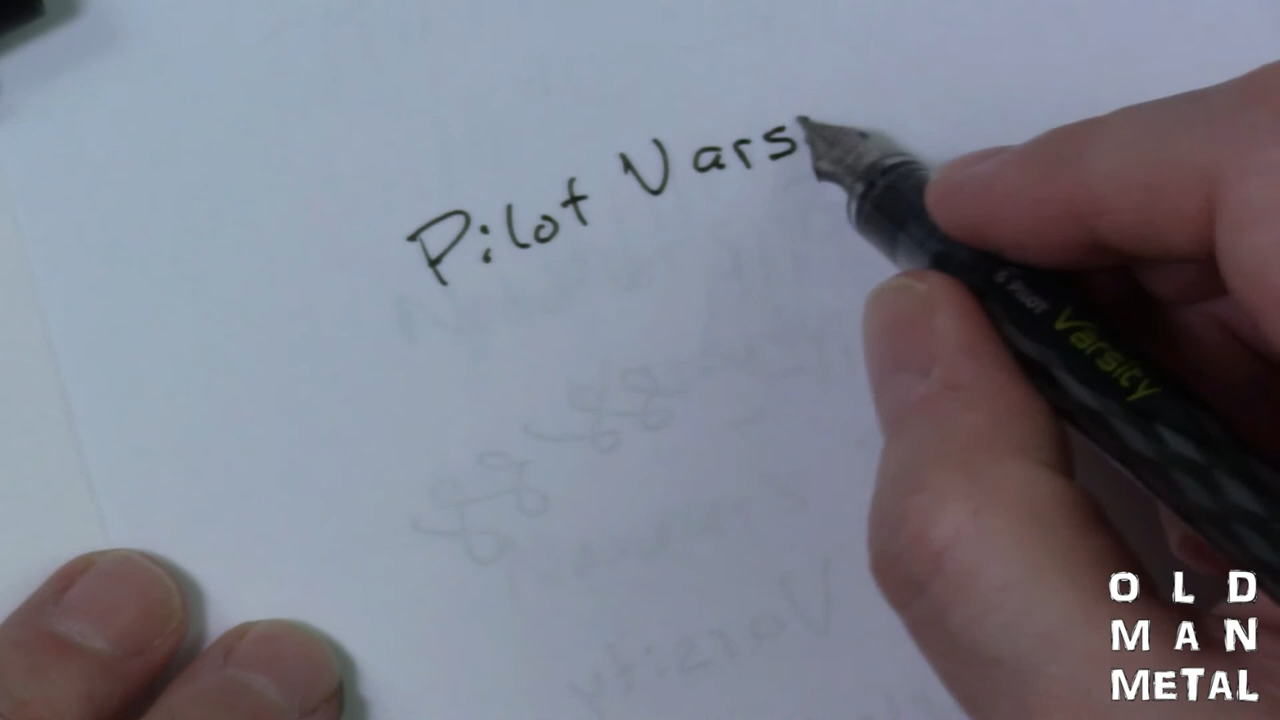 Pilot Vars
PILOT Varsity
Varsity
OLD
MAN
METAL